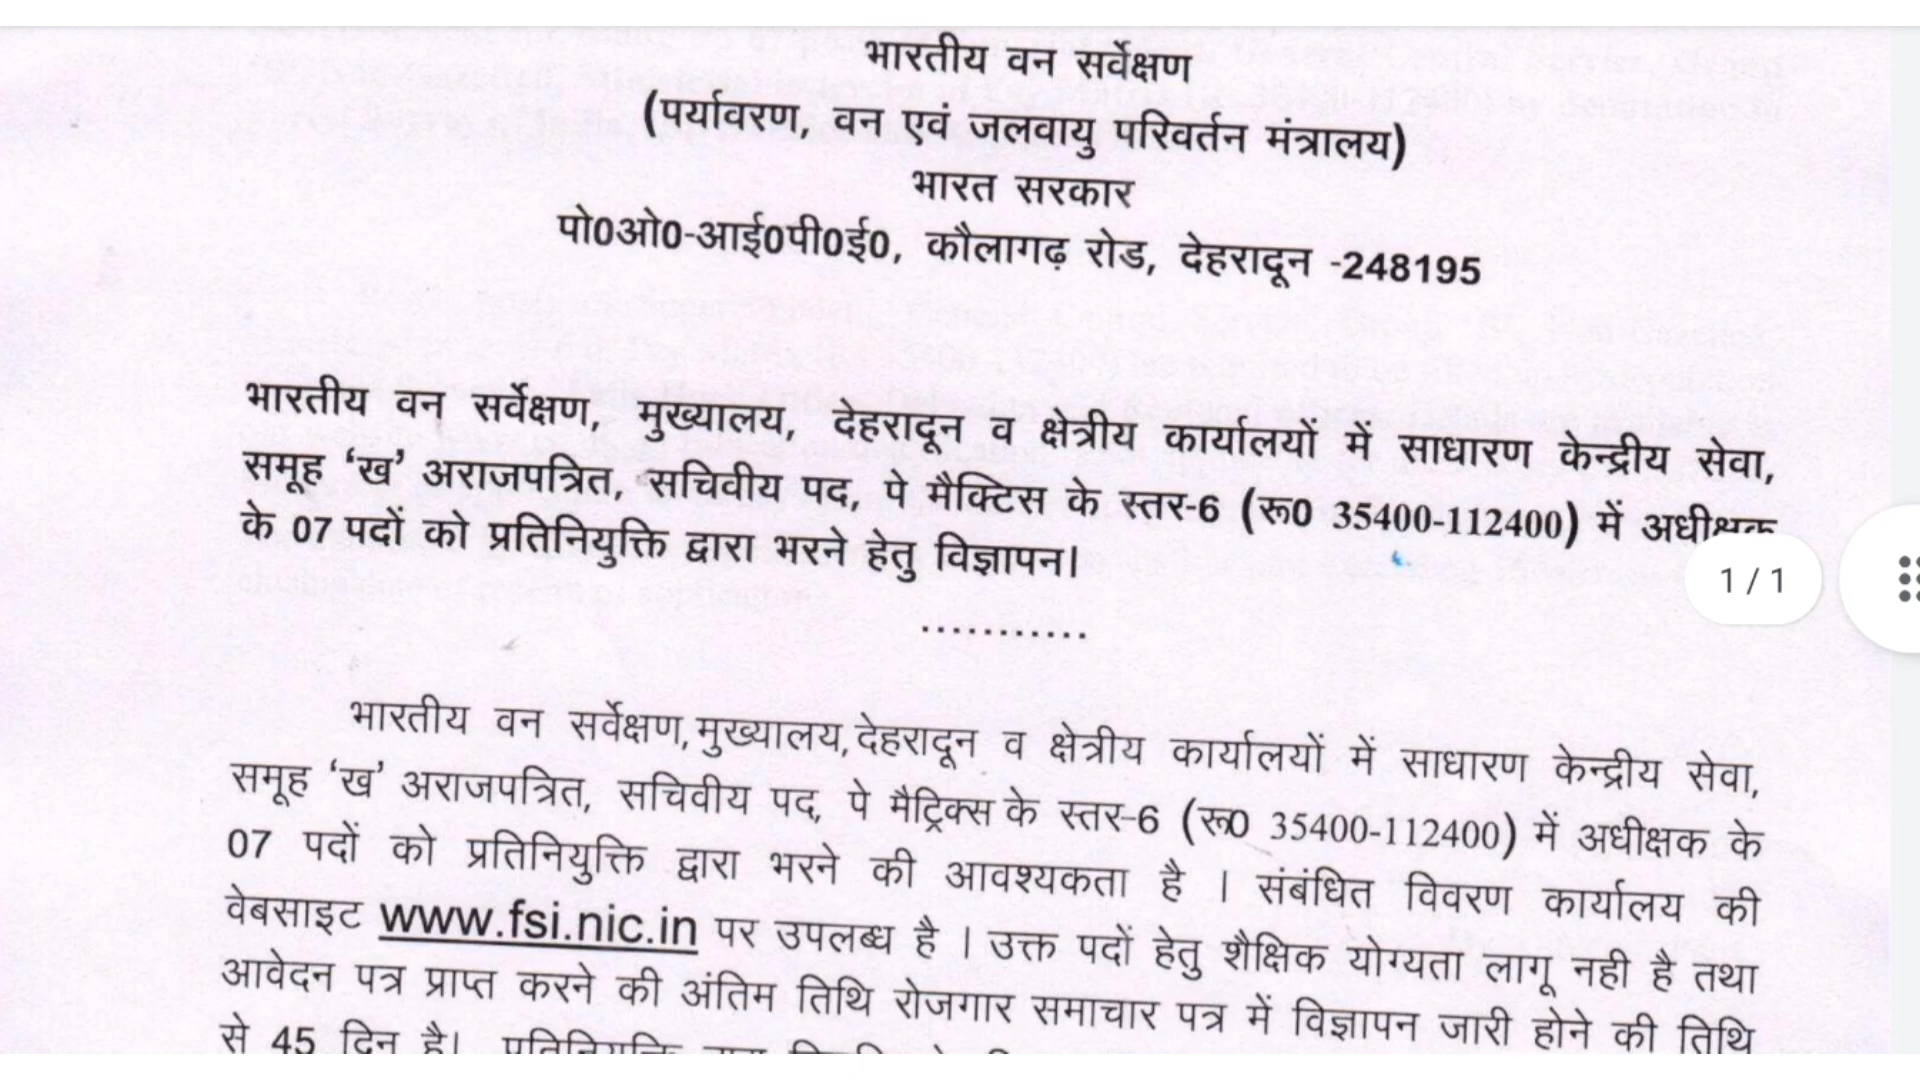 भारतीय वन सर्वेक्षण
(पर्यावरण, वन एवं जलवायु परिवर्तन मंत्रालय)
भारत सरकार
पो0ओ0-आई0पी0ई0, कौलागढ़ रोड, देहरादून -248195
भारतीय वन सर्वेक्षण, मुख्यालय, देहरादून व क्षेत्रीय कार्यालयों में साधारण केन्द्रीय सेवा,
समूह ‘ख’ अराजपत्रित, सचिवीय पद, पे मैक्टिस के स्तर-6 (रू0 35400-112400) में अधीक्षक
के 07 पदों को प्रतिनियुक्ति द्वारा भरने हेतु विज्ञापन।
1 / 1
...........
भारतीय वन सर्वेक्षण,मुख्यालय,देहरादून व क्षेत्रीय कार्यालयों में साधारण केन्द्रीय सेवा,
समूह ‘ख’ अराजपत्रित, सचिवीय पद, पे मैट्रिक्स के स्तर-6 (रू0 35400-112400) में अधीक्षक के
07 पदों को प्रतिनियुक्ति द्वारा भरने की आवश्यकता है । संबंधित विवरण कार्यालय की
वेबसाइट www.fsi.nic.in पर उपलब्ध है । उक्त पदों हेतु शैक्षिक योग्यता लागू नही है तथा
आवेदन पत्र प्राप्त करने की अंतिम तिथि रोजगार समाचार पत्र में विज्ञापन जारी होने की तिथि
से 45 दिन है।